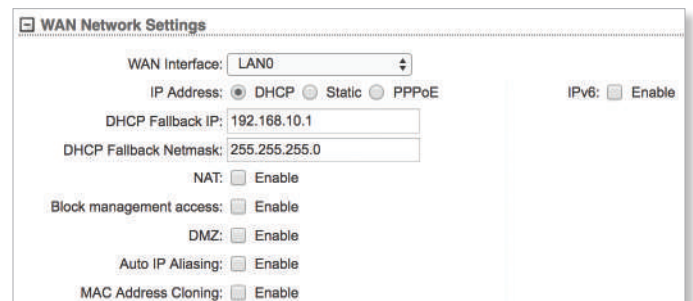 WAN Network Settings
WAN Interface: LAN0
IP Address: DHCP Static PPPoE IPv6: Enable
DHCP Fallback IP: 192.168.10.1
DHCP Fallback Netmask: 255.255.255.0
NAT: Enable
Block management access: Enable
DMZ: Enable
Auto IP Aliasing: Enable
MAC Address Cloning: Enable